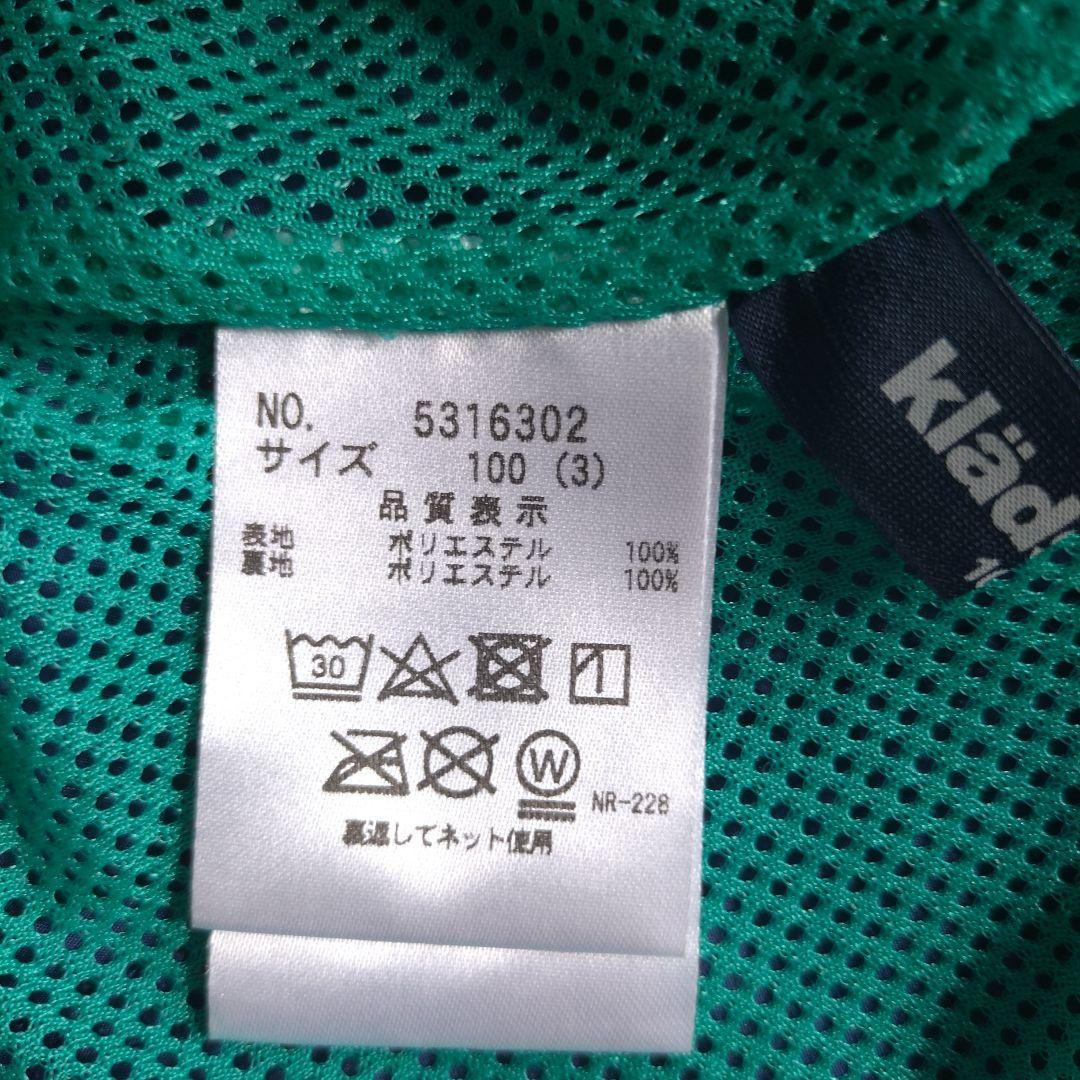 NO. 5316302
サイズ 100 (3)
品質表示
表地 ポリエステル 100%
裏地 ポリエステル 100%
30
W
NR-228
裏返してネット使用
kläd